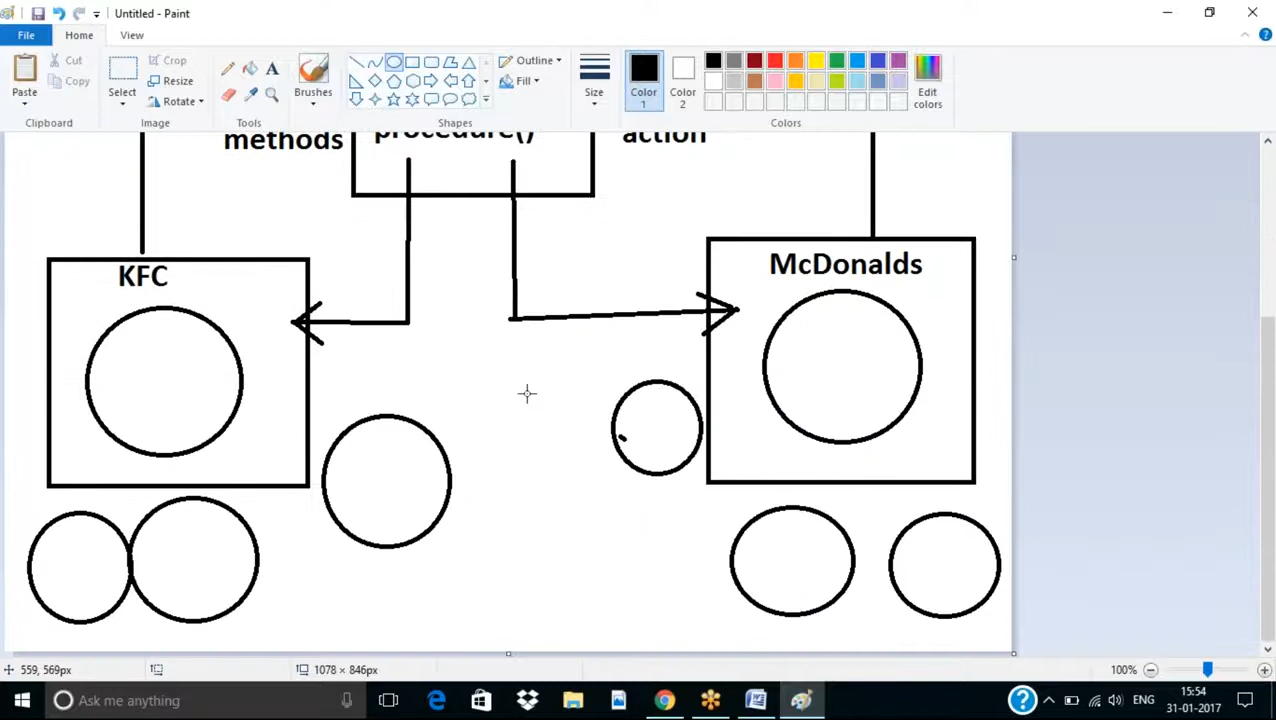 Untitled - Paint
File Home View
Paste
Cut
Copy
Clipboard
Select
Crop
Resize
Rotate
Image
Tools
Brushes
Shapes
Outline
Fill
Size
Color 1
Color 2
Edit colors
Colors
methods procedure() action
KFC
McDonalds
559, 569px
1078 × 846px
100%
Ask me anything
ENG
15:54
31-01-2017